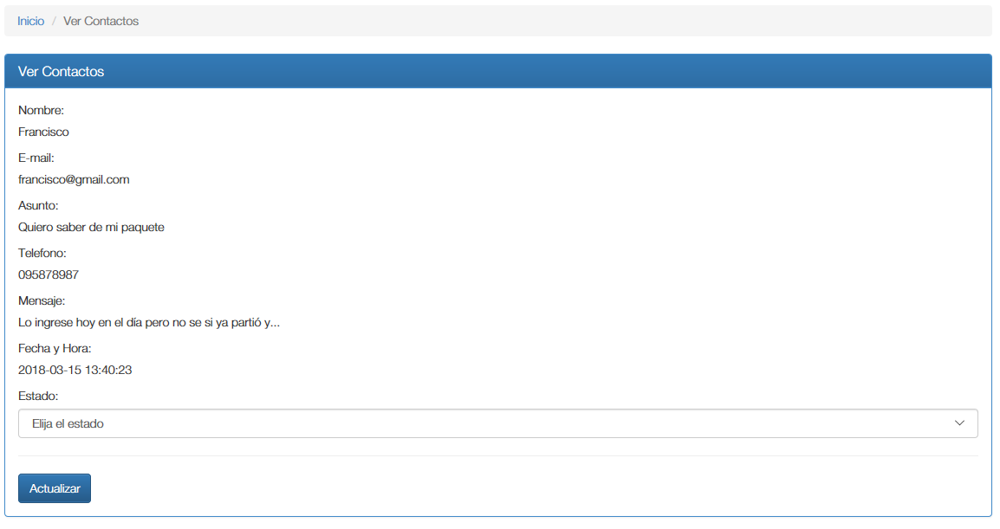 Inicio / Ver Contactos
Ver Contactos
Nombre:
Francisco
E-mail:
francisco@gmail.com
Asunto:
Quiero saber de mi paquete
Telefono:
095878987
Mensaje:
Lo ingrese hoy en el día pero no se si ya partió y...
Fecha y Hora:
2018-03-15 13:40:23
Estado:
Elija el estado
Actualizar